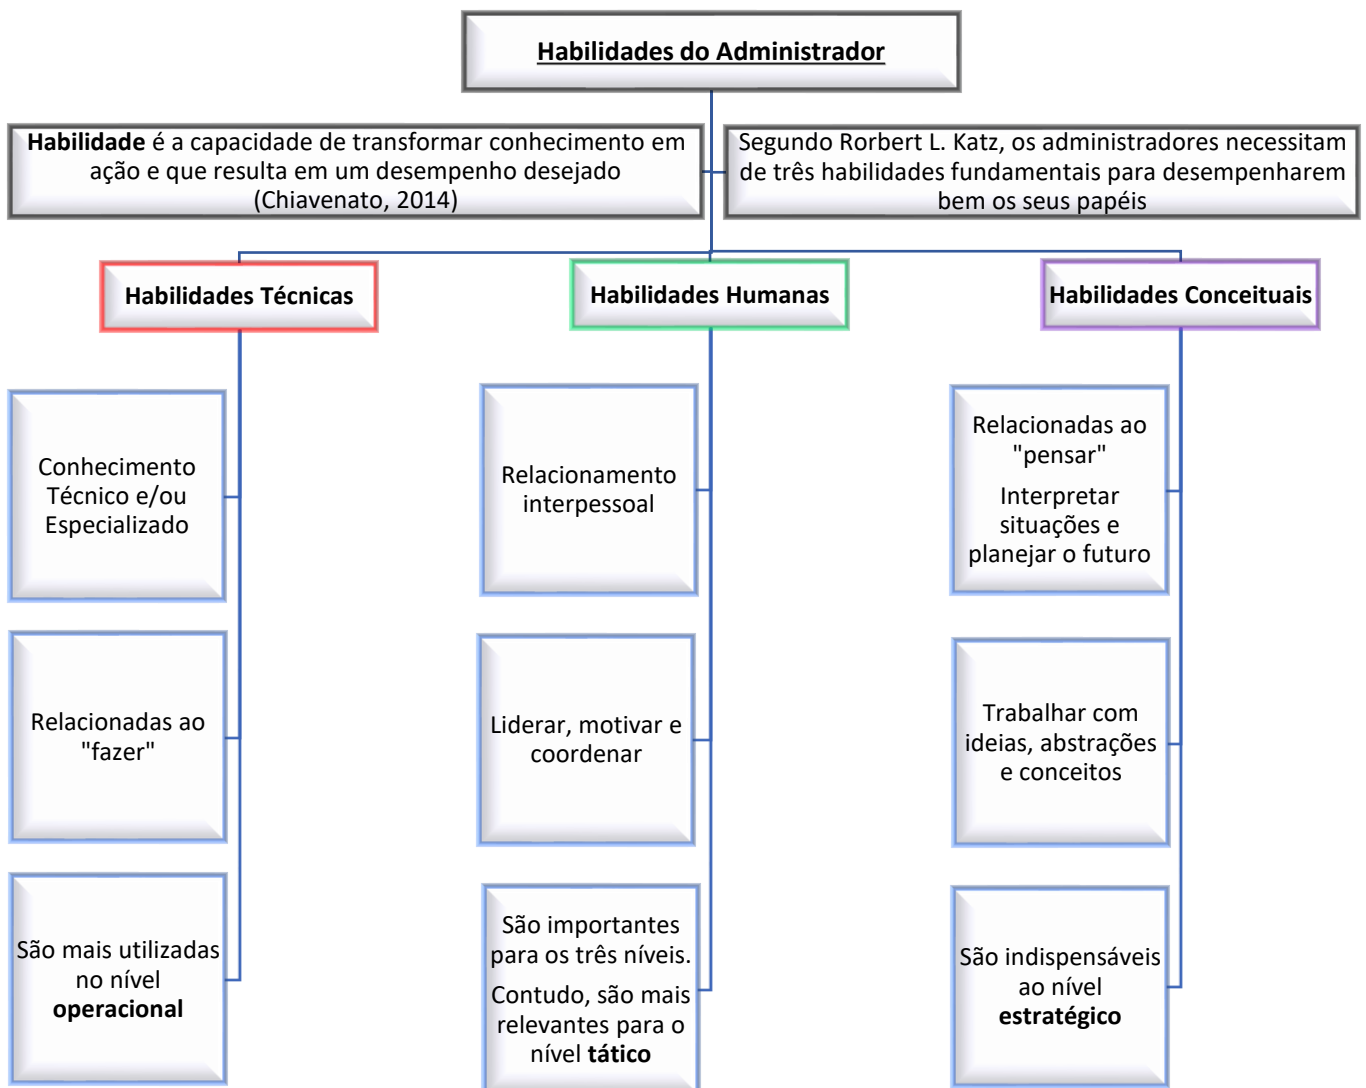 Habilidades do Administrador
Habilidade é a capacidade de transformar conhecimento em
ação e que resulta em um desempenho desejado
(Chiavenato, 2014)
Segundo Rorbert L. Katz, os administradores necessitam
de três habilidades fundamentais para desempenharem
bem os seus papéis
Habilidades Técnicas
Conhecimento
Técnico e/ou
Especializado
Relacionadas ao
"fazer"
São mais utilizadas
no nível
operacional
Habilidades Humanas
Relacionamento
interpessoal
Liderar, motivar e
coordenar
São importantes
para os três níveis.
Contudo, são mais
relevantes para o
nível tático
Habilidades Conceituais
Relacionadas ao
"pensar"
Interpretar
situações e
planejar o futuro
Trabalhar com
ideias, abstrações
e conceitos
São indispensáveis
ao nível
estratégico